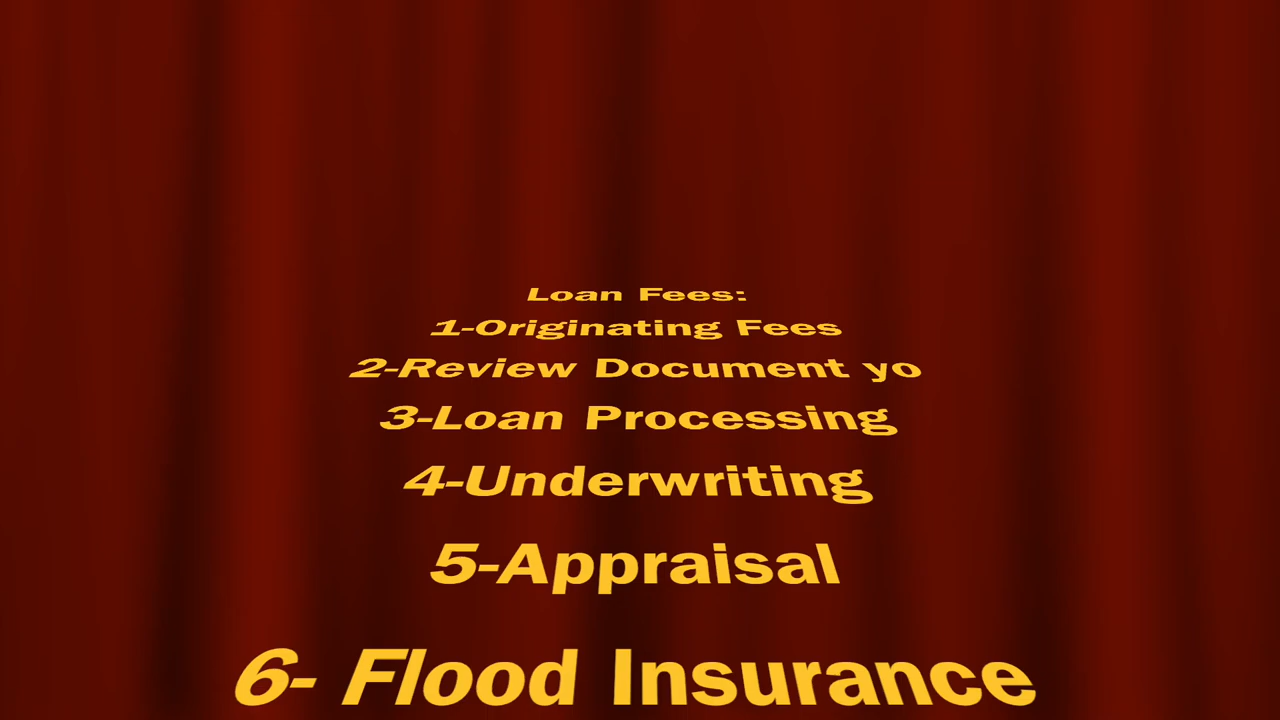 Loan Fees:
1-Originating Fees
2-Review Document yo
3-Loan Processing
4-Underwriting
5-Appraisal
6- Flood Insurance